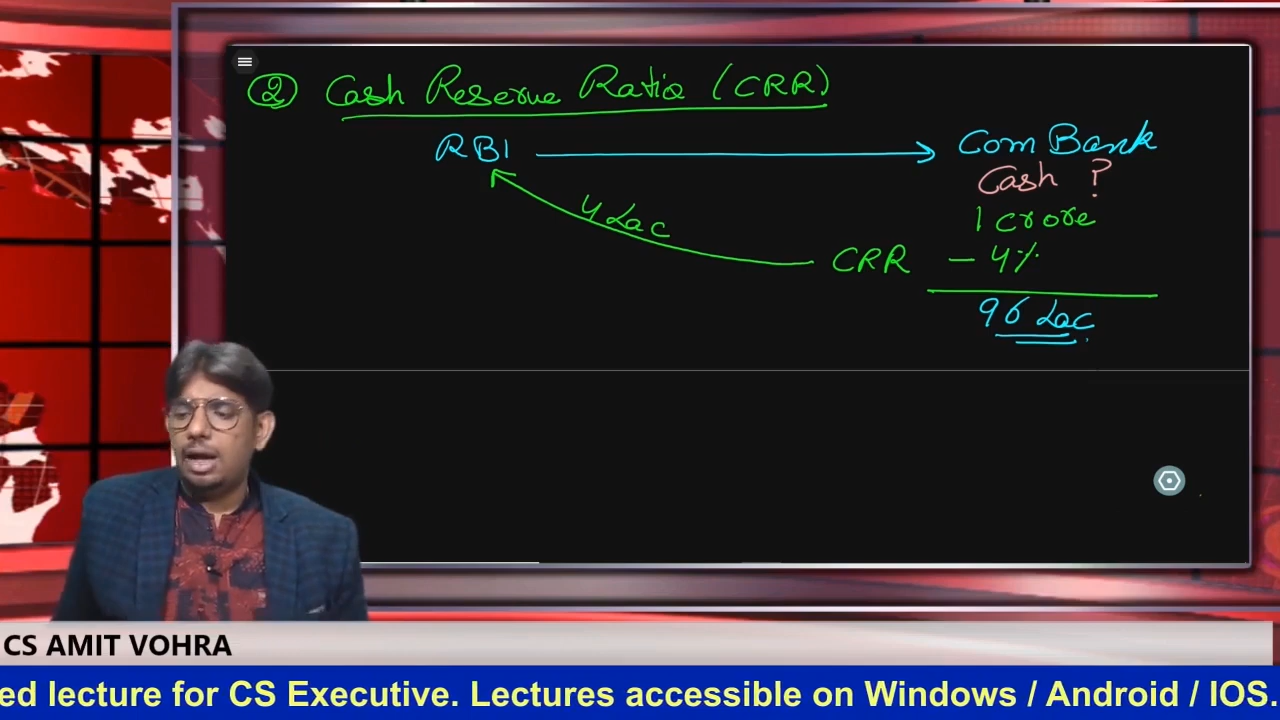 ② Cash Reserve Ratio (CRR)
RBI → Com Bank
Cash ?
1 crore
4 Lac
CRR – 4%
96 Lac
CS AMIT VOHRA
ed lecture for CS Executive. Lectures accessible on Windows / Android / IOS.